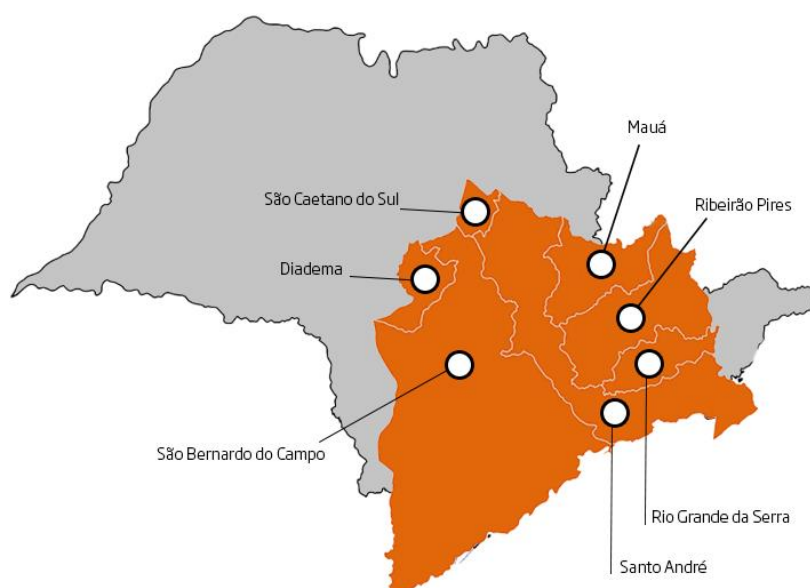 Mauá
São Caetano do Sul
Ribeirão Pires
Diadema
São Bernardo do Campo
Rio Grande da Serra
Santo André